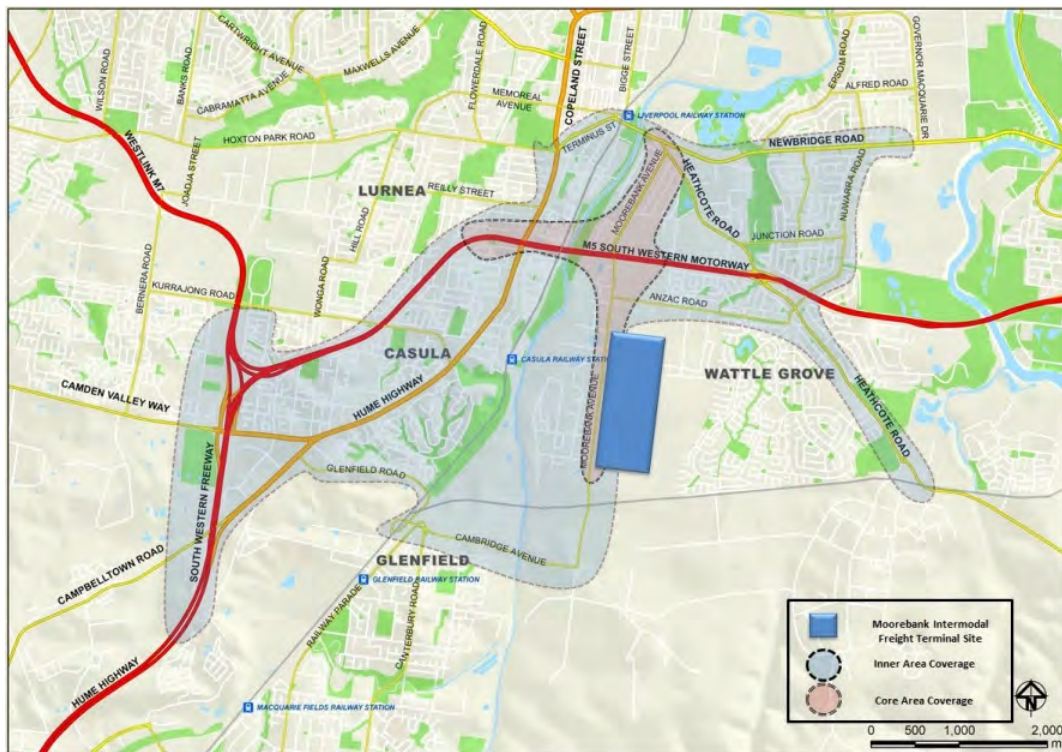 CARTWRIGHT AVENUE
MAXWELLS AVENUE
WILSON ROAD
BANKS ROAD
CABRAMATTA AVENUE
FLOWERDALE ROAD
MEMOREAL
AVENUE
COPELAND STREET
BIGGE STREET
EPSOM ROAD
GOVERNOR MACQUARIE DR
ALFRED ROAD
LIVERPOOL RAILWAY STATION
HOXTON PARK ROAD
TERMINUS ST
NEWBRIDGE ROAD
WESTLINK M7
JOADJA STREET
LURNEA
REILLY STREET
MOOREBANK AVENUE
HEATHCOTE ROAD
NUWARRA ROAD
HILL ROAD
JUNCTION ROAD
M5 SOUTH WESTERN MOTORWAY
BERNERA ROAD
KURRAJONG ROAD
WONGA ROAD
ANZAC ROAD
CASULA
CASULA RAILWAY STATI
WATTLE GROVE
CAMDEN VALLEY WAY
HUME HIGHWAY
MOOREBANK AVENUE
HEATHCOTE ROAD
GLENFIELD ROAD
SOUTH WESTERN FREEWAY
CAMPBELLTOWN ROAD
CAMBRIDGE AVENUE
GLENFIELD
GLENFIELD RAILWAY STATION
RAILWAY PARADE
CANTERBURY ROAD
HUME HIGHWAY
MACQUARIE FIELDS RAILWAY STATION
Moorebank Intermodal
Freight Terminal Site
Inner Area Coverage
Core Area Coverage
N
0 500 1,000 2,000
m